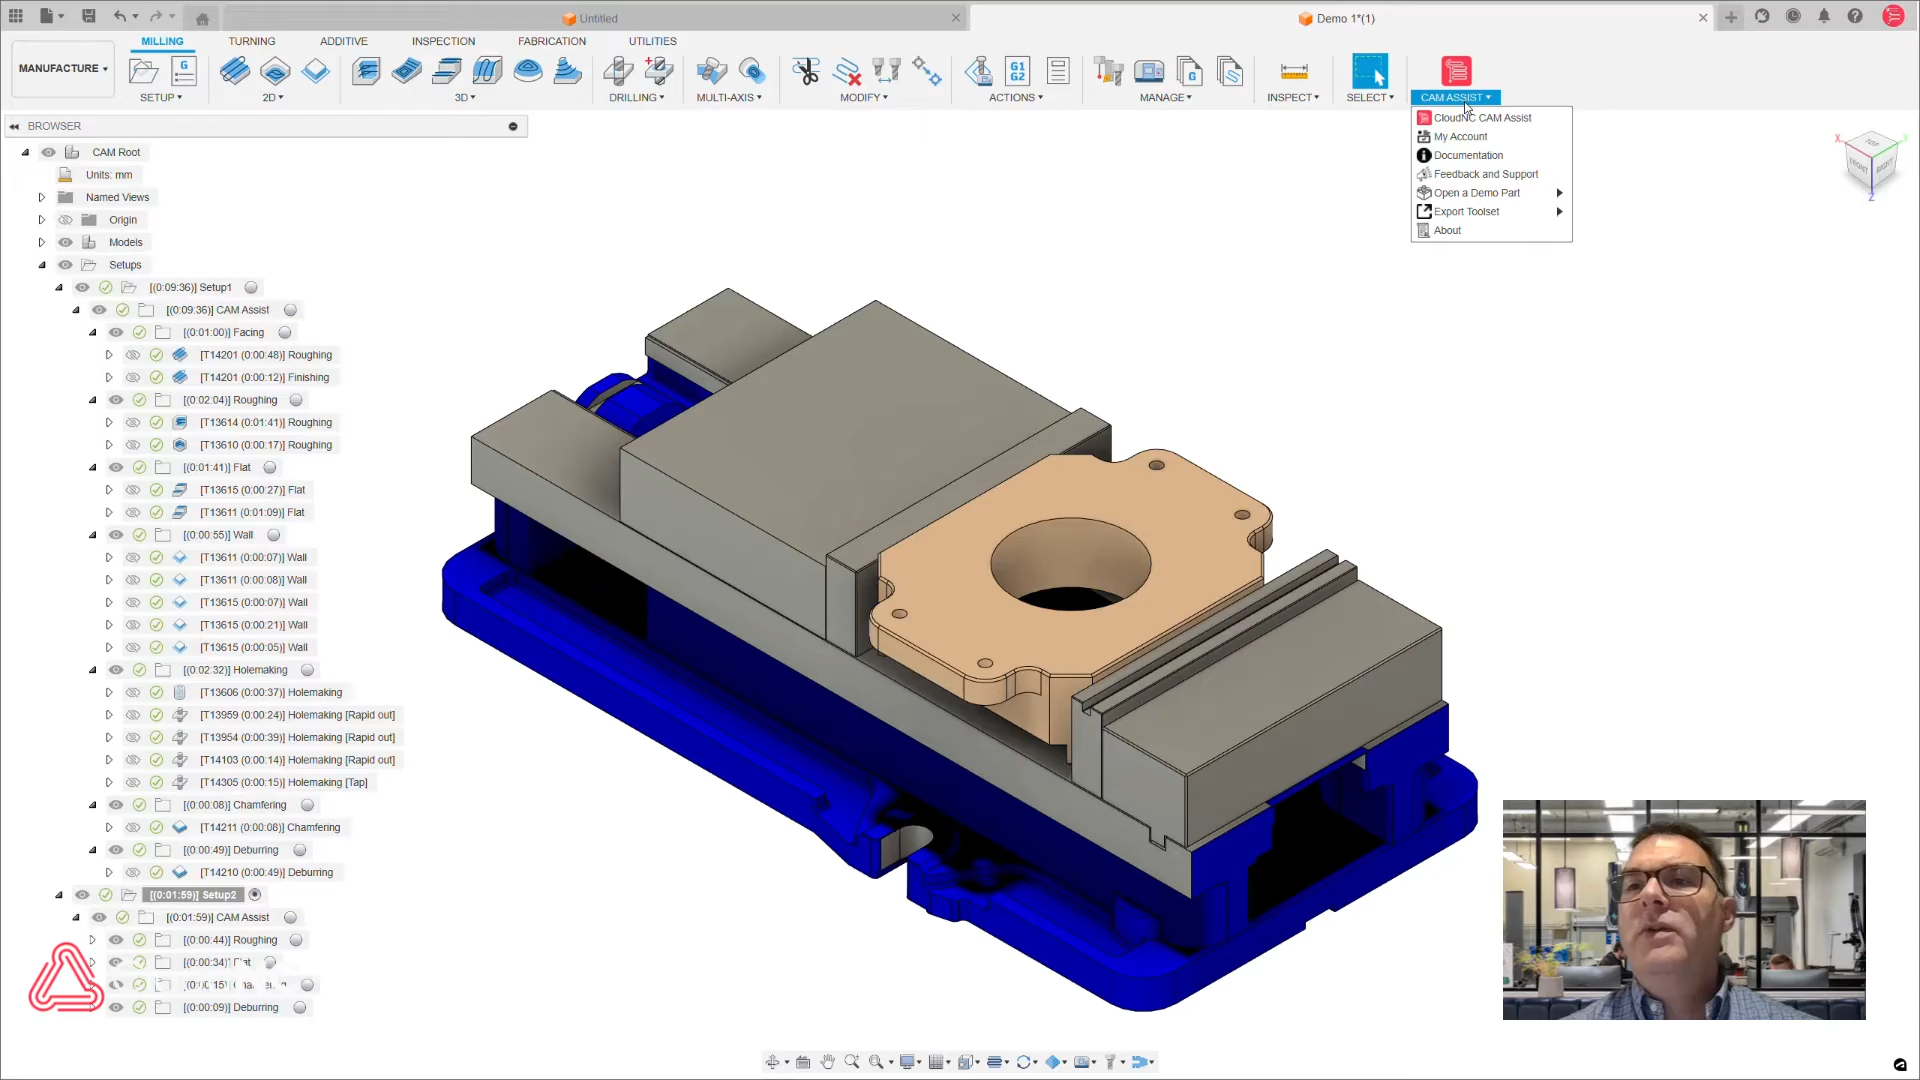 Untitled
Demo 1*(1)
MANUFACTURE
MILLING
TURNING
ADDITIVE
INSPECTION
FABRICATION
UTILITIES
G
G1
G2
G
SETUP
2D
3D
DRILLING
MULTI-AXIS
MODIFY
ACTIONS
MANAGE
INSPECT
SELECT
CAM ASSIST
CloudNC CAM Assist
My Account
Documentation
Feedback and Support
Open a Demo Part
Export Toolset
About
TOP
FRONT
RIGHT
X
Z
BROWSER
CAM Root
Units: mm
Named Views
Origin
Models
Setups
[(0:09:36)] Setup1
[(0:09:36)] CAM Assist
[(0:01:00)] Facing
[T14201 (0:00:48)] Roughing
[T14201 (0:00:12)] Finishing
[(0:02:04)] Roughing
[T13614 (0:01:41)] Roughing
[T13610 (0:00:17)] Roughing
[(0:01:41)] Flat
[T13615 (0:00:27)] Flat
[T13611 (0:01:09)] Flat
[(0:00:55)] Wall
[T13611 (0:00:07)] Wall
[T13611 (0:00:08)] Wall
[T13615 (0:00:07)] Wall
[T13615 (0:00:21)] Wall
[T13615 (0:00:05)] Wall
[(0:02:32)] Holemaking
[T13606 (0:00:37)] Holemaking
[T13959 (0:00:24)] Holemaking [Rapid out]
[T13954 (0:00:39)] Holemaking [Rapid out]
[T14103 (0:00:14)] Holemaking [Rapid out]
[T14305 (0:00:15)] Holemaking [Tap]
[(0:00:08)] Chamfering
[T14211 (0:00:08)] Chamfering
[(0:00:49)] Deburring
[T14210 (0:00:49)] Deburring
[(0:01:59)] Setup2
[(0:01:59)] CAM Assist
[(0:00:44)] Roughing
[(0:00:34)]
[(0:00:15)]
[(0:00:09)] Deburring